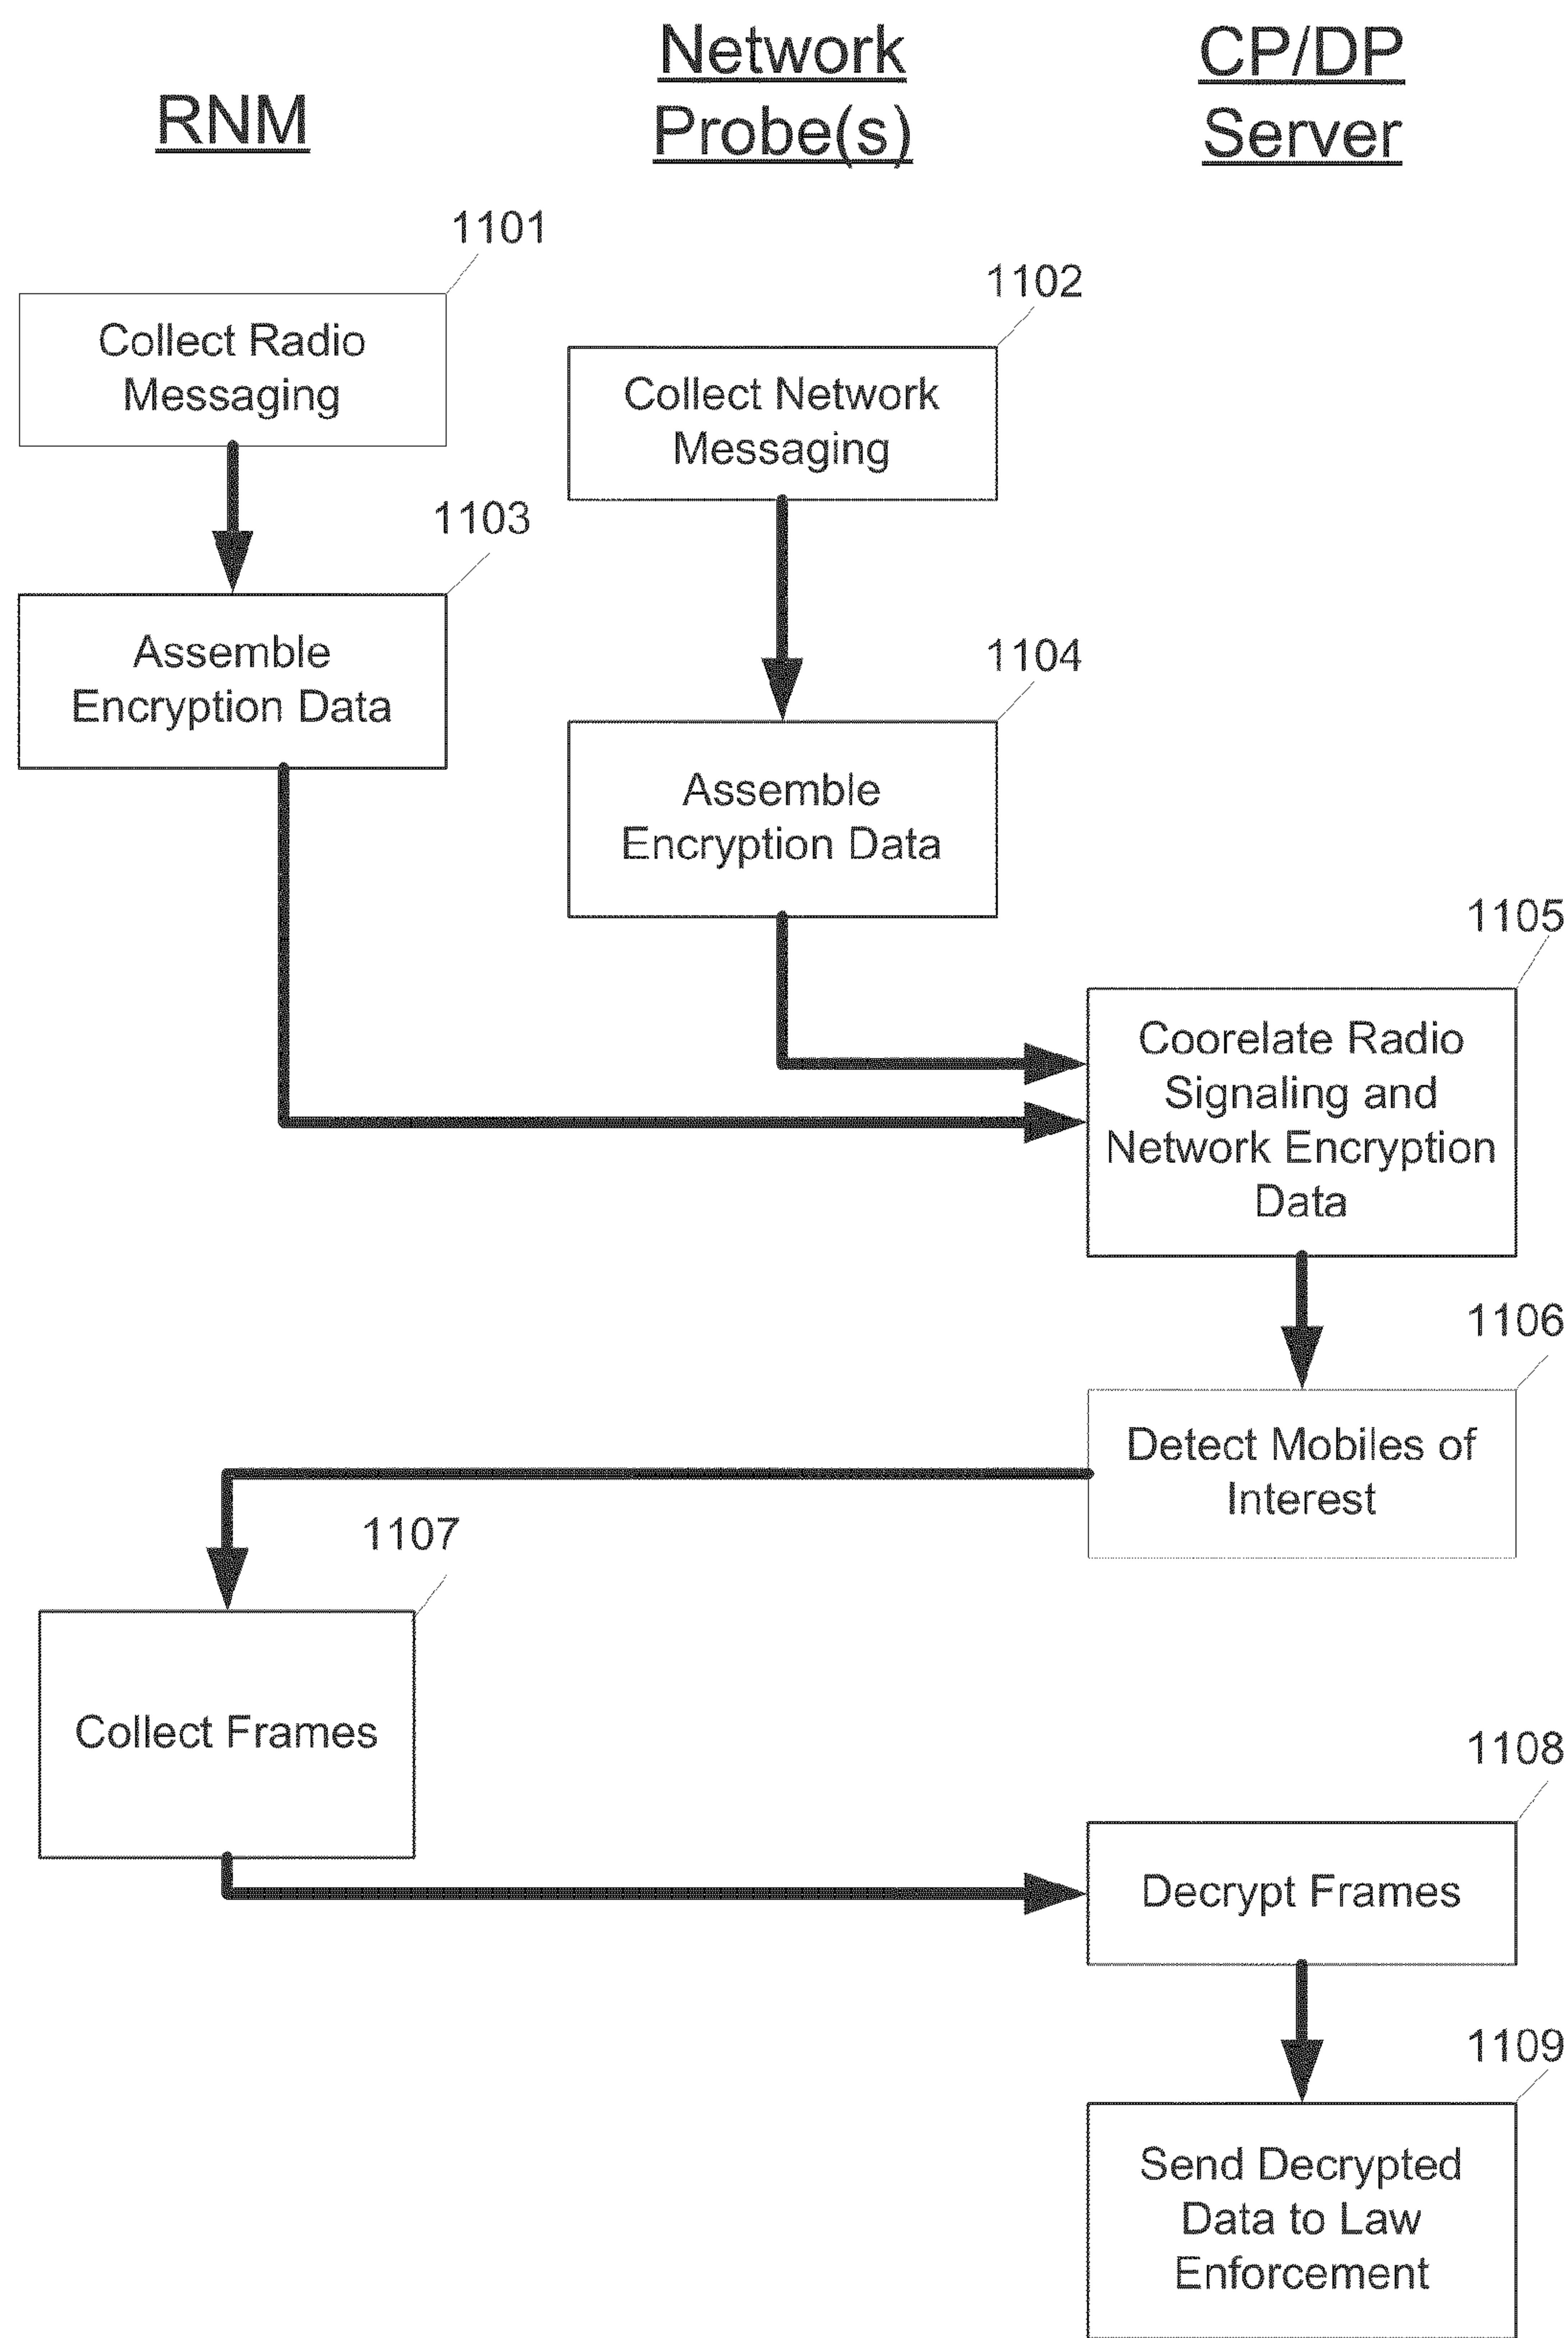 RNM
Network
Probe(s)
CP/DP
Server
1101
Collect Radio
Messaging
1102
Collect Network
Messaging
1103
Assemble
Encryption Data
1104
Assemble
Encryption Data
1105
Coorelate Radio
Signaling and
Network Encryption
Data
1106
Detect Mobiles of
Interest
1107
Collect Frames
1108
Decrypt Frames
1109
Send Decrypted
Data to Law
Enforcement